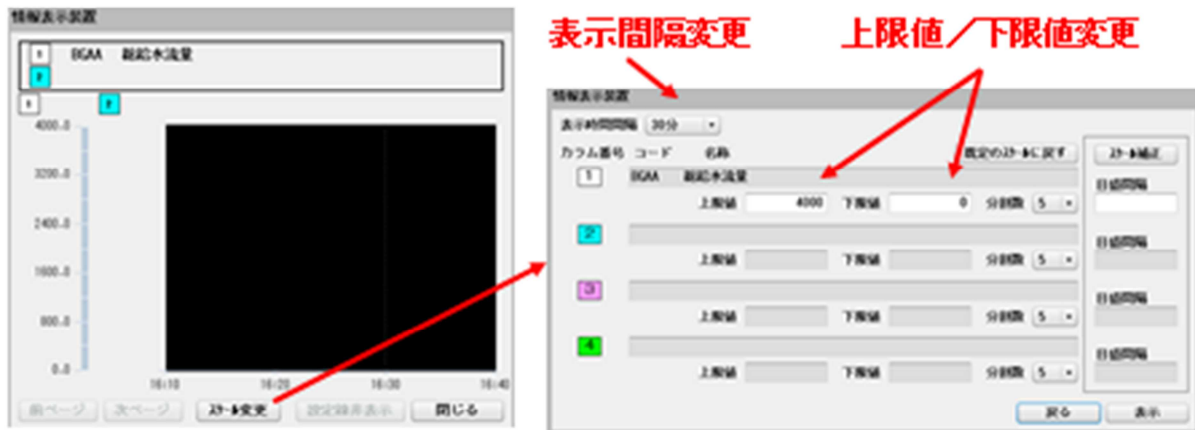 情報表示装置
1 BGAA 総給水流量
2
1 2
4000.0
3200.0
2400.0
1600.0
800.0
0.0
16:10 16:20 16:30 16:40
前ページ 次ページ スケール変更 設定値非表示 閉じる
表示間隔変更 上限値/下限値変更
情報表示装置
表示時間間隔 30分
カラム番号 コード 名称 既定のスケールに戻す スケール補正
1 BGAA 総給水流量 目盛間隔
上限値 4000 下限値 0 分割数 5
2 目盛間隔
上限値 下限値 分割数 5
3 目盛間隔
上限値 下限値 分割数 5
4 目盛間隔
上限値 下限値 分割数 5
戻る 表示